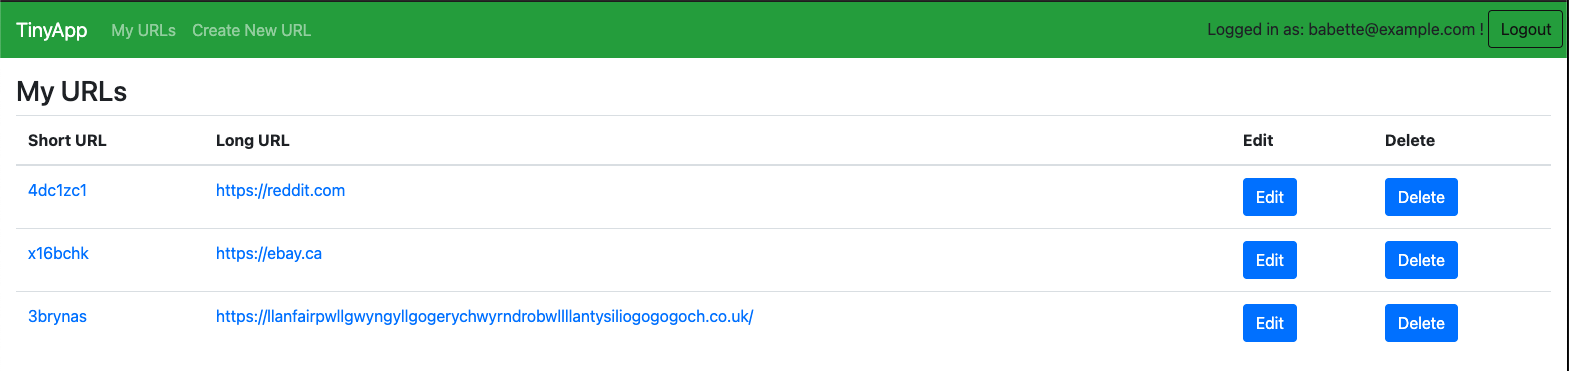 TinyApp My URLs Create New URL Logged in as: babette@example.com ! Logout
My URLs
Short URL Long URL Edit Delete
4dc1zc1 https://reddit.com Edit Delete
x16bchk https://ebay.ca Edit Delete
3brynas https://llanfairpwllgwyngyllgogerychwyrndrobwllllantysiliogogogoch.co.uk/ Edit Delete